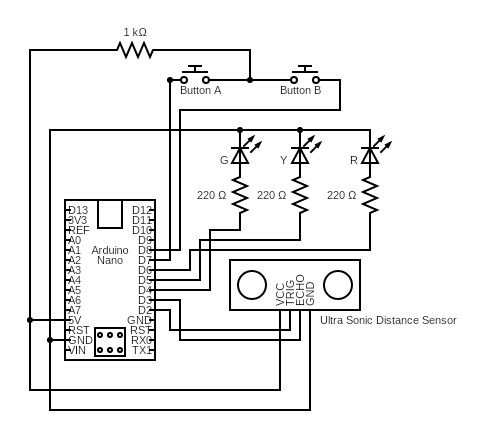 1 kΩ
Button A
Button B
G
Y
R
220 Ω
220 Ω
220 Ω
D13
3V3
REF
A0
A1
A2
A3
A4
A5
A6
A7
5V
RST
GND
VIN
Arduino
Nano
D12
D11
D10
D9
D8
D7
D6
D5
D4
D3
D2
GND
RST
RX0
TX1
VCC
TRIG
ECHO
GND
Ultra Sonic Distance Sensor